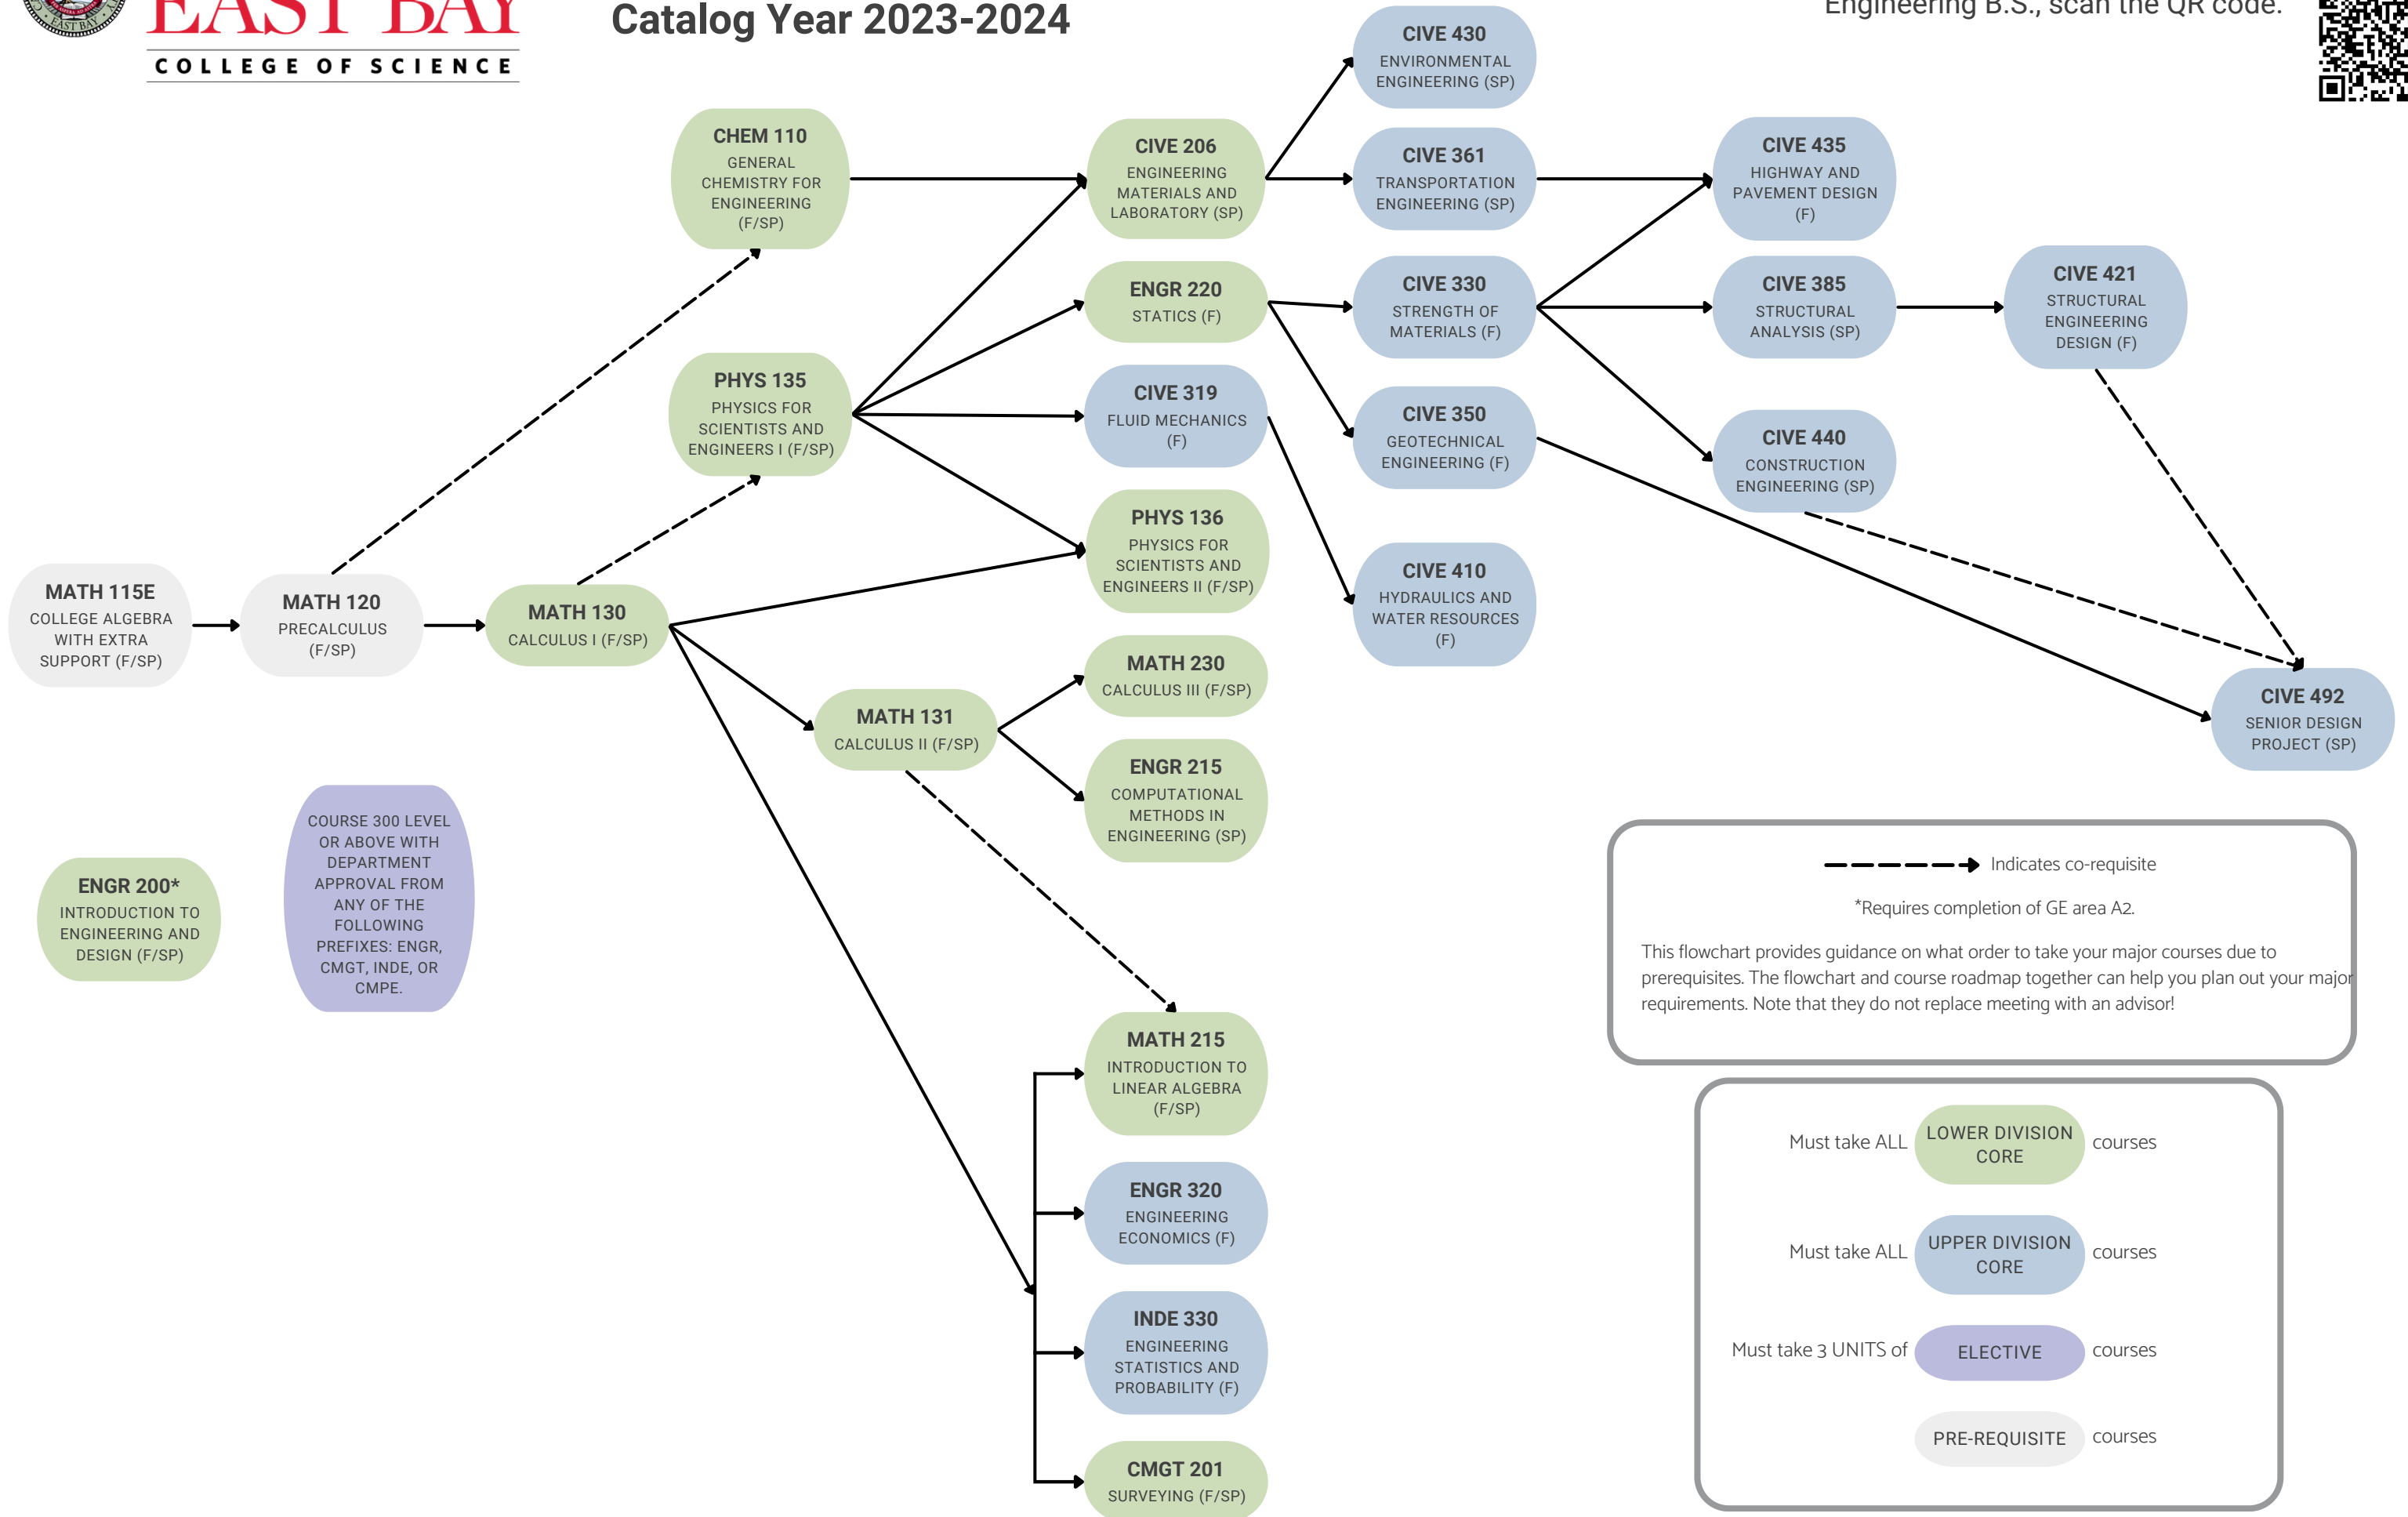 EAST BAY
COLLEGE OF SCIENCE
EAST BAY
Catalog Year 2023-2024
Engineering B.S., scan the QR code.
CIVE 430
ENVIRONMENTAL
ENGINEERING (SP)
CHEM 110
GENERAL
CHEMISTRY FOR
ENGINEERING
(F/SP)
CIVE 206
ENGINEERING
MATERIALS AND
LABORATORY (SP)
CIVE 361
TRANSPORTATION
ENGINEERING (SP)
CIVE 435
HIGHWAY AND
PAVEMENT DESIGN
(F)
ENGR 220
STATICS (F)
CIVE 330
STRENGTH OF
MATERIALS (F)
CIVE 385
STRUCTURAL
ANALYSIS (SP)
CIVE 421
STRUCTURAL
ENGINEERING
DESIGN (F)
PHYS 135
PHYSICS FOR
SCIENTISTS AND
ENGINEERS I (F/SP)
CIVE 319
FLUID MECHANICS
(F)
CIVE 350
GEOTECHNICAL
ENGINEERING (F)
CIVE 440
CONSTRUCTION
ENGINEERING (SP)
PHYS 136
PHYSICS FOR
SCIENTISTS AND
ENGINEERS II (F/SP)
CIVE 410
HYDRAULICS AND
WATER RESOURCES
(F)
MATH 115E
COLLEGE ALGEBRA
WITH EXTRA
SUPPORT (F/SP)
MATH 120
PRECALCULUS
(F/SP)
MATH 130
CALCULUS I (F/SP)
MATH 230
CALCULUS III (F/SP)
MATH 131
CALCULUS II (F/SP)
CIVE 492
SENIOR DESIGN
PROJECT (SP)
ENGR 215
COMPUTATIONAL
METHODS IN
ENGINEERING (SP)
ENGR 200*
INTRODUCTION TO
ENGINEERING AND
DESIGN (F/SP)
COURSE 300 LEVEL
OR ABOVE WITH
DEPARTMENT
APPROVAL FROM
ANY OF THE
FOLLOWING
PREFIXES: ENGR,
CMGT, INDE, OR
CMPE.
Indicates co-requisite
*Requires completion of GE area A2.
This flowchart provides guidance on what order to take your major courses due to
prerequisites. The flowchart and course roadmap together can help you plan out your major
requirements. Note that they do not replace meeting with an advisor!
MATH 215
INTRODUCTION TO
LINEAR ALGEBRA
(F/SP)
ENGR 320
ENGINEERING
ECONOMICS (F)
INDE 330
ENGINEERING
STATISTICS AND
PROBABILITY (F)
CMGT 201
SURVEYING (F/SP)
Must take ALL LOWER DIVISION CORE courses
Must take ALL UPPER DIVISION CORE courses
Must take 3 UNITS of ELECTIVE courses
PRE-REQUISITE courses